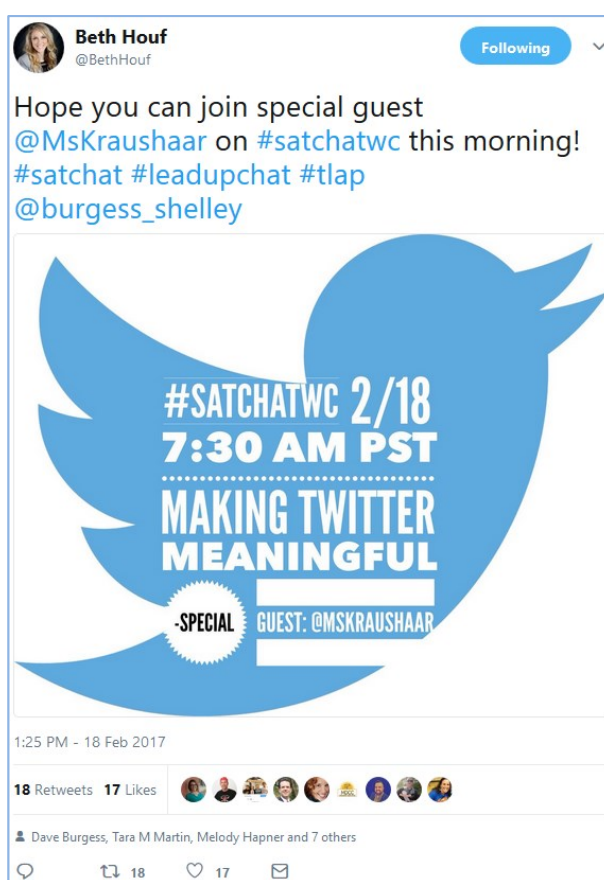 Beth Houf
@BethHouf
Following
Hope you can join special guest
@MsKraushaar on #satchatwc this morning!
#satchat #leadupchat #tlap
@burgess_shelley
#SATCHATWC 2/18
7:30 AM PST
MAKING TWITTER
MEANINGFUL
-SPECIAL GUEST: @MSKRAUSHAAR
1:25 PM - 18 Feb 2017
18 Retweets 17 Likes
Dave Burgess, Tara M Martin, Melody Hapner and 7 others
18 17